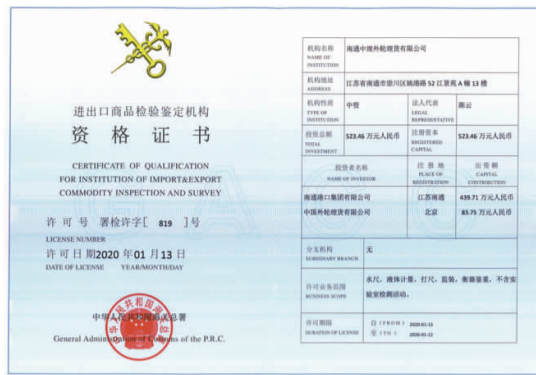 进出口商品检验鉴定机构
资格证书
CERTIFICATE OF QUALIFICATION
FOR INSTITUTION OF IMPORT&EXPORT
COMMODITY INSPECTION AND SURVEY
许可号 署检许字[ 819 ]号
LICENSE NUMBER
许可日期2020 年01 月13 日
DATE OF LICENSE YEAR/MONTH/DAY
中华人民共和国海关总署
General Administration of Customs of the P.R.C.
机构名称 南通中理外轮理货有限公司
NAME OF
INSTITUTION
机构地址 江苏省南通市崇川区姚港路 52 江景苑 A 幢 13 楼
ADDRESS
机构性质 中资 法人代表 陈云
TYPE OF INSTITUTION LEGAL REPRESENTATIVE
投资总额 523.46 万元人民币 注册资本 523.46 万元人民币
TOTAL INVESTMENT REGISTERED CAPITAL
投资者名称 注册地 出资额
NAME OF INVESTOR PLACE OF REGISTRATION CAPITAL CONTRIBUTION
南通港口集团有限公司 江苏南通 439.71 万元人民币
中国外轮理货有限公司 北京 83.75 万元人民币
分支机构 无
SUBSIDIARY BRANCH
许可业务范围 水尺、液体计量、打尺、监装、衡器鉴重，不含实
BUSINESS SCOPE 验室检测活动。
许可期限 自 (FROM) 2020-01-13
DURATION OF LICENSE 至 (TO) 2026-01-12